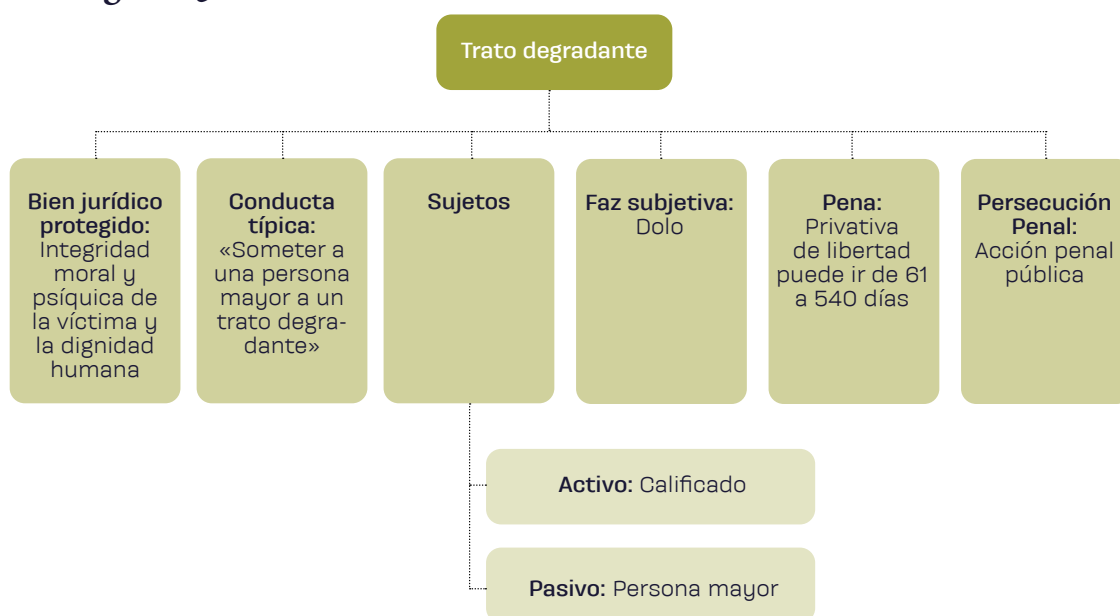 Trato degradante
Bien jurídico
protegido:
Integridad
moral y
psíquica de
la víctima y
la dignidad
humana
Conducta
típica:
«Someter a
una persona
mayor a un
trato degra-
dante»
Sujetos
Faz subjetiva:
Dolo
Pena:
Privativa
de libertad
puede ir de 61
a 540 días
Persecución
Penal:
Acción penal
pública
Activo: Calificado
Pasivo: Persona mayor